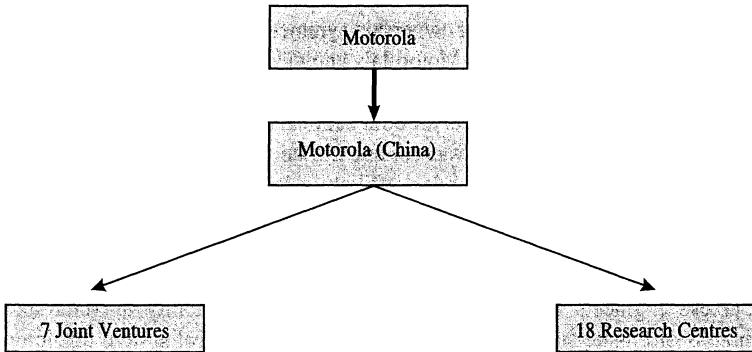 Motorola
Motorola (China)
7 Joint Ventures
18 Research Centres